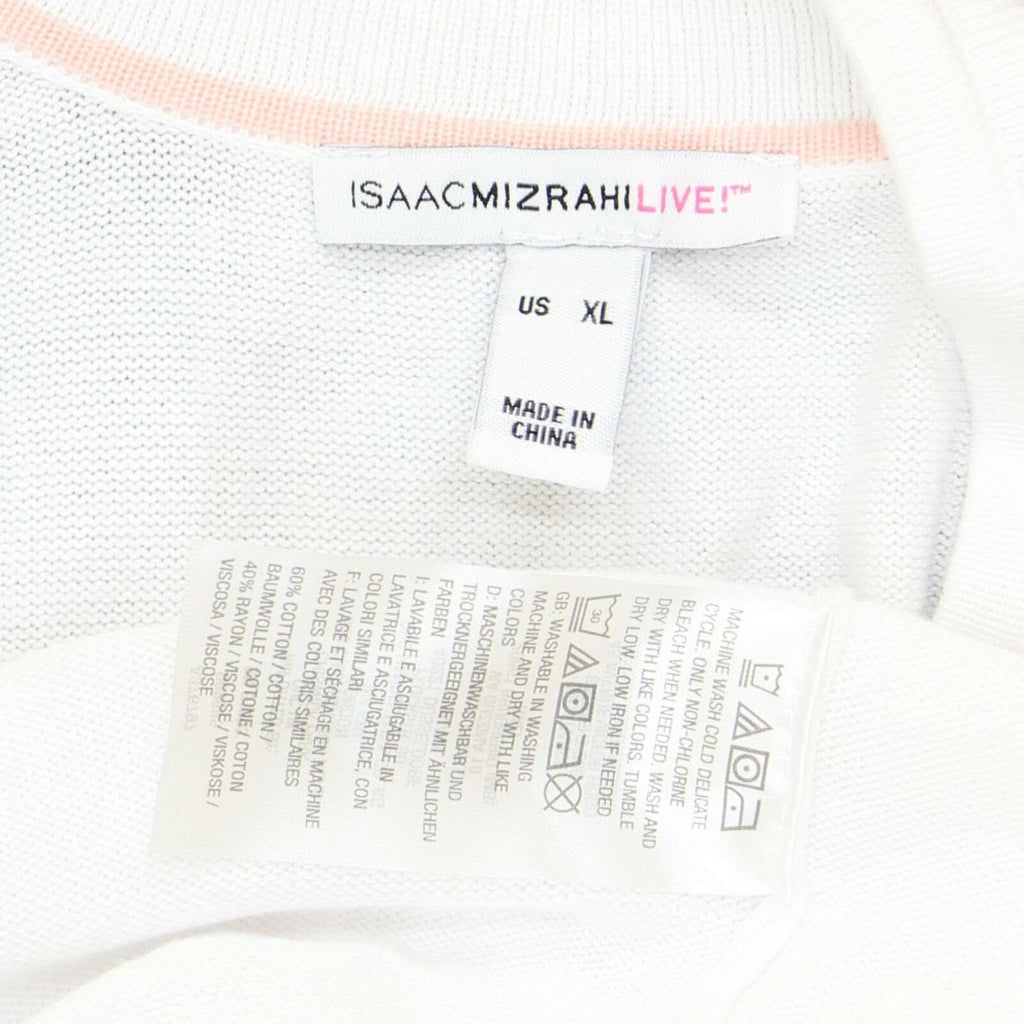 ISAACMIZRAHILIVE!™
US XL
MADE IN
CHINA
MACHINE WASH COLD DELICATE
CYCLE. ONLY NON-CHLORINE
BLEACH WHEN NEEDED. WASH AND
DRY WITH LIKE COLORS. TUMBLE
DRY LOW, LOW IRON IF NEEDED
30
GB: WASHABLE IN WASHING
MACHINE AND DRY WITH LIKE
COLORS
D: MASCHINENWASCHBAR UND
TROCKNERGEEIGNET MIT ÄHNLICHEN
FARBEN
I: LAVABILE E ASCIUGABILE IN
LAVATRICE E ASCIUGATRICE, CON
COLORI SIMILARI
F: LAVAGE ET SÉCHAGE EN MACHINE
AVEC DES COLORIS SIMILAIRES
60% COTTON / COTTON /
BAUMWOLLE / COTONE / COTON
40% RAYON / VISCOSE / VISKOSE /
VISCOSA / VISCOSE